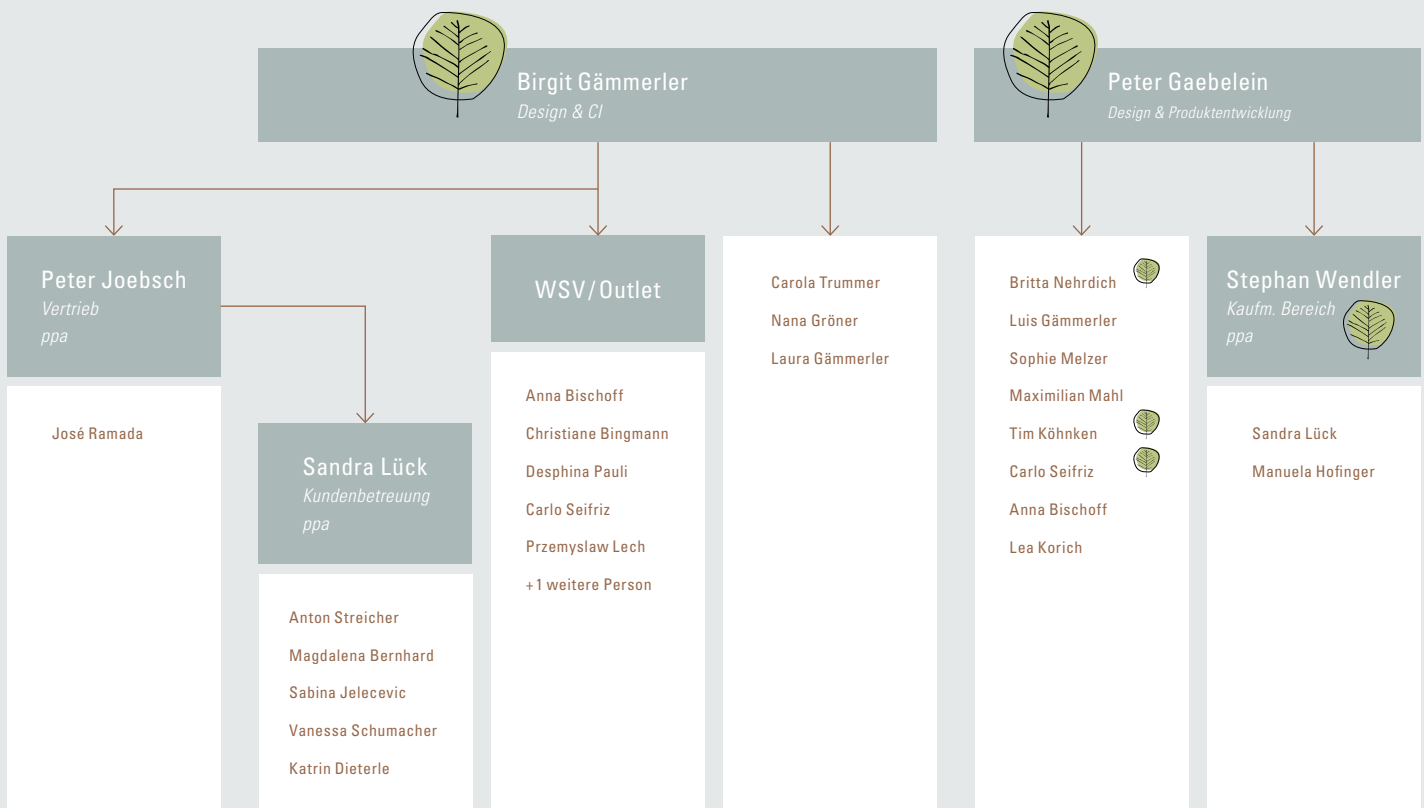 Birgit Gämmerler
Design & CI
Peter Gaebelein
Design & Produktentwicklung
Peter Joebsch
Vertrieb
ppa
José Ramada
Sandra Lück
Kundenbetreuung
ppa
Anton Streicher
Magdalena Bernhard
Sabina Jelecevic
Vanessa Schumacher
Katrin Dieterle
WSV/Outlet
Anna Bischoff
Christiane Bingmann
Desphina Pauli
Carlo Seifriz
Przemyslaw Lech
+1 weitere Person
Carola Trummer
Nana Gröner
Laura Gämmerler
Britta Nehrdich
Luis Gämmerler
Sophie Melzer
Maximilian Mahl
Tim Köhnken
Carlo Seifriz
Anna Bischoff
Lea Korich
Stephan Wendler
Kaufm. Bereich
ppa
Sandra Lück
Manuela Hofinger